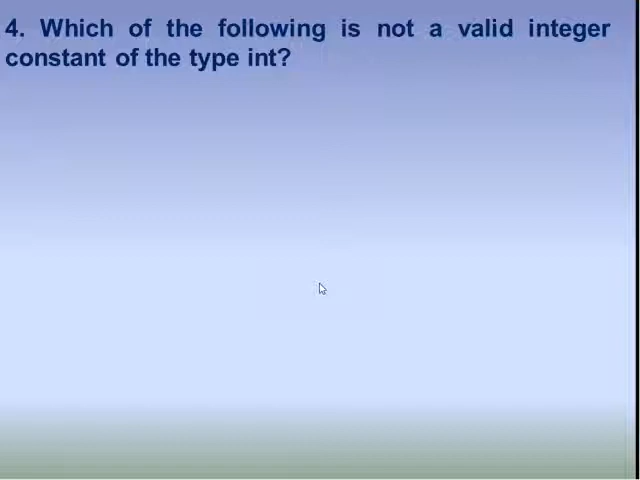 4. Which of the following is not a valid integer
constant of the type int?